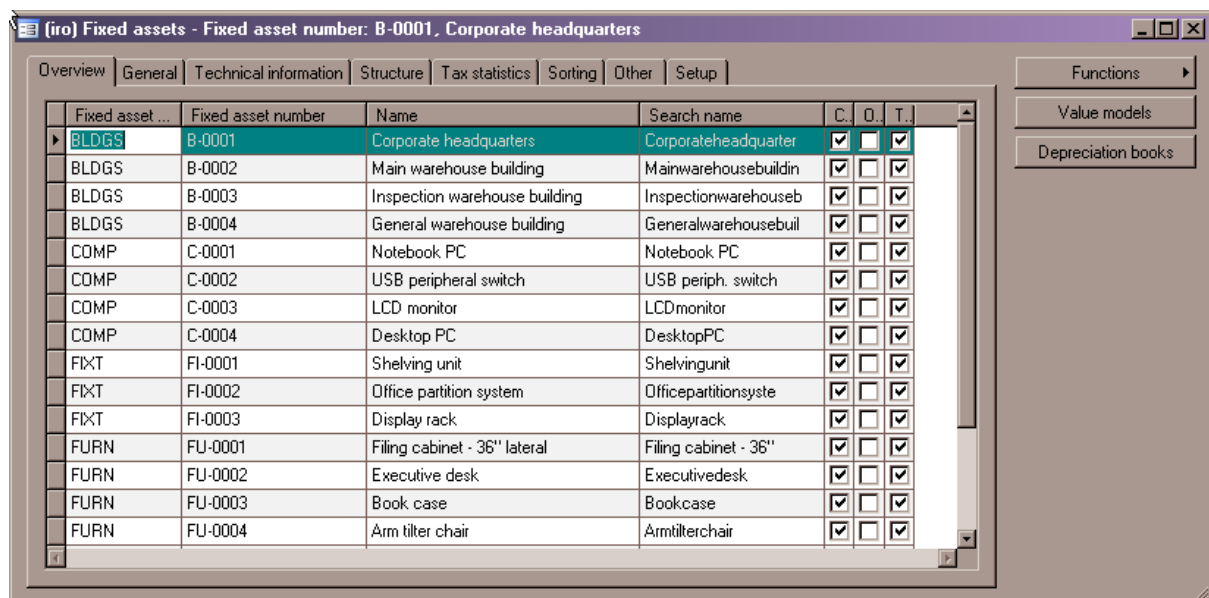 (iro) Fixed assets - Fixed asset number: B-0001, Corporate headquarters
Overview General Technical information Structure Tax statistics Sorting Other Setup
Functions
Value models
Depreciation books
Fixed asset ... Fixed asset number Name Search name C.. O.. T..
BLDGS B-0001 Corporate headquarters Corporateheadquarter
BLDGS B-0002 Main warehouse building Mainwarehousebuildin
BLDGS B-0003 Inspection warehouse building Inspectionwarehouseb
BLDGS B-0004 General warehouse building Generalwarehousebuil
COMP C-0001 Notebook PC Notebook PC
COMP C-0002 USB peripheral switch USB periph. switch
COMP C-0003 LCD monitor LCDmonitor
COMP C-0004 Desktop PC DesktopPC
FIXT FI-0001 Shelving unit Shelvingunit
FIXT FI-0002 Office partition system Officepartitionsyste
FIXT FI-0003 Display rack Displayrack
FURN FU-0001 Filing cabinet - 36" lateral Filing cabinet - 36"
FURN FU-0002 Executive desk Executivedesk
FURN FU-0003 Book case Bookcase
FURN FU-0004 Arm tilter chair Armtilterchair